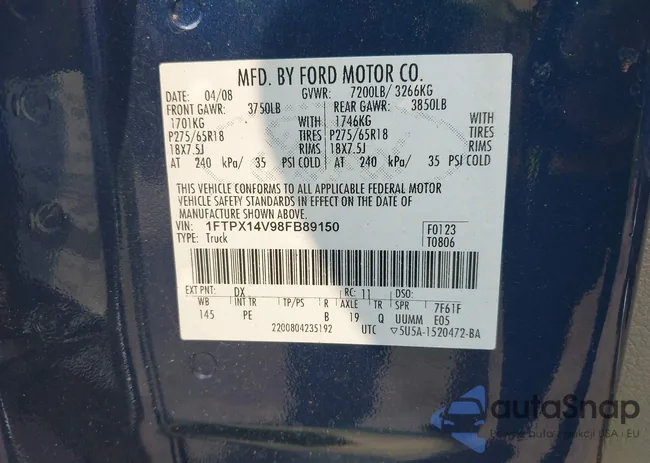 MFD. BY FORD MOTOR CO.
DATE: 04/08 GVWR: 7200LB/ 3266KG
FRONT GAWR: 3750LB REAR GAWR: 3850LB
1701KG WITH 1746KG WITH
P275/65R18 TIRES P275/65R18 TIRES
18X7.5J RIMS 18X7.5J RIMS
AT 240 kPa/ 35 PSI COLD AT 240 kPa/ 35 PSI COLD
THIS VEHICLE CONFORMS TO ALL APPLICABLE FEDERAL MOTOR
VEHICLE SAFETY STANDARDS IN EFFECT ON THE DATE OF
MANUFACTURE SHOWN ABOVE.
VIN: 1FTPX14V98FB89150 F0123
TYPE: Truck T0806
EXT PNT: DX RC: 11 DSO:
WB INT TR TP/PS R AXLE TR SPR 7F61F
145 PE B 19 Q UUMM E05
2200804235192 UTC ▽5U5A-1520472-BA
autoSnap